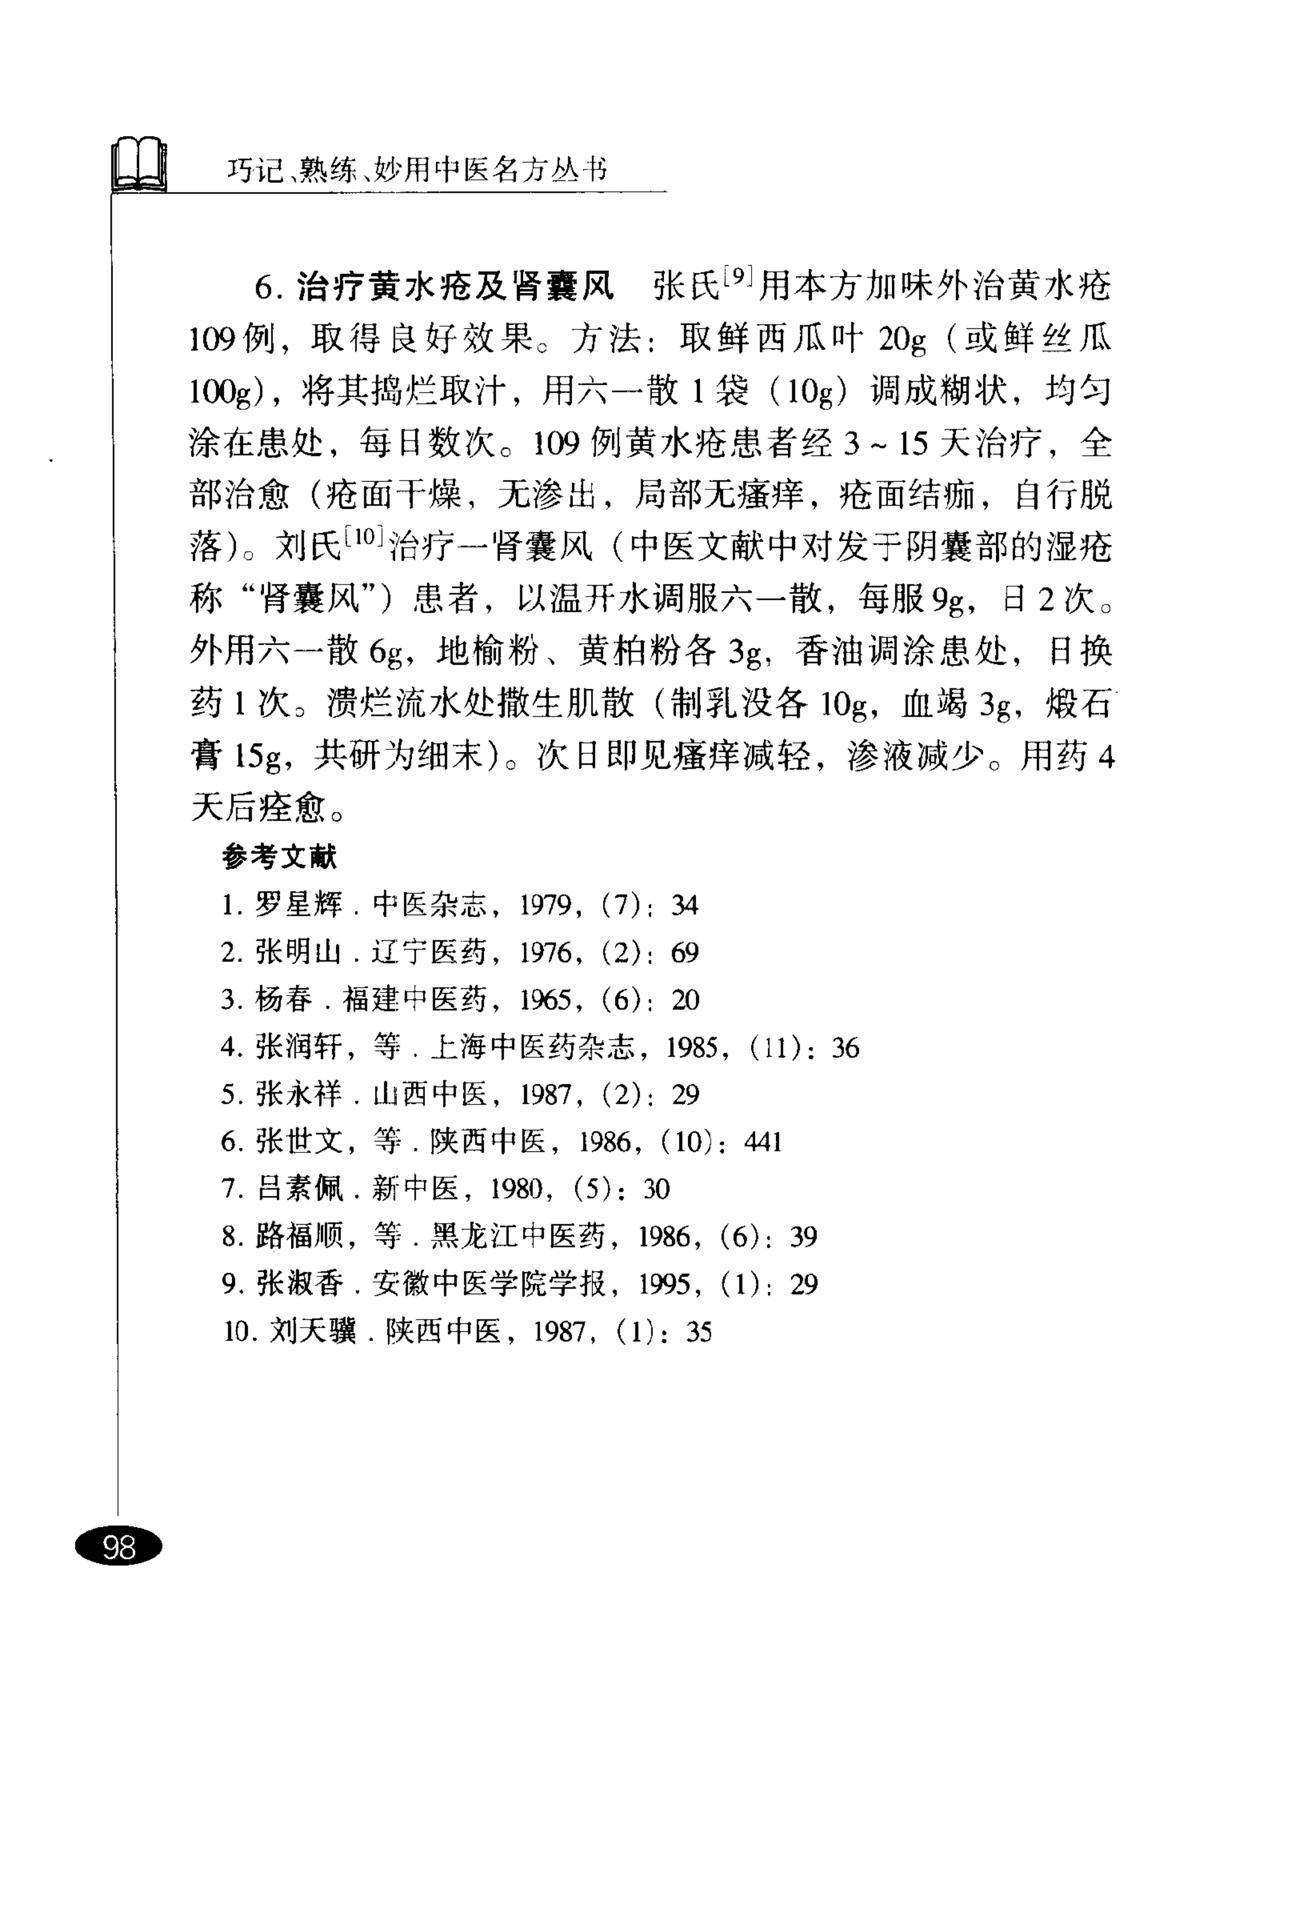 巧记、熟练、妙用中医名方丛书
6. 治疗黄水疮及肾囊风　张氏[9]用本方加味外治黄水疮
109例，取得良好效果。方法：取鲜西瓜叶 20g（或鲜丝瓜
100g），将其捣烂取汁，用六一散 1 袋（10g）调成糊状，均匀
涂在患处，每日数次。109 例黄水疮患者经 3 ~ 15 天治疗，全
部治愈（疮面干燥，无渗出，局部无瘙痒，疮面结痂，自行脱
落）。刘氏[10]治疗一肾囊风（中医文献中对发于阴囊部的湿疮
称“肾囊风”）患者，以温开水调服六一散，每服 9g，日 2 次。
外用六一散 6g，地榆粉、黄柏粉各 3g，香油调涂患处，日换
药 1 次。溃烂流水处撒生肌散（制乳没各 10g，血竭 3g，煅石
膏 15g，共研为细末）。次日即见瘙痒减轻，渗液减少。用药 4
天后痊愈。
参考文献
1. 罗星辉．中医杂志，1979，（7）：34
2. 张明山．辽宁医药，1976，（2）：69
3. 杨春．福建中医药，1965，（6）：20
4. 张润轩，等．上海中医药杂志，1985，（11）：36
5. 张永祥．山西中医，1987，（2）：29
6. 张世文，等．陕西中医，1986，（10）：441
7. 吕素佩．新中医，1980，（5）：30
8. 路福顺，等．黑龙江中医药，1986，（6）：39
9. 张淑香．安徽中医学院学报，1995，（1）：29
10. 刘天骥．陕西中医，1987，（1）：35
98